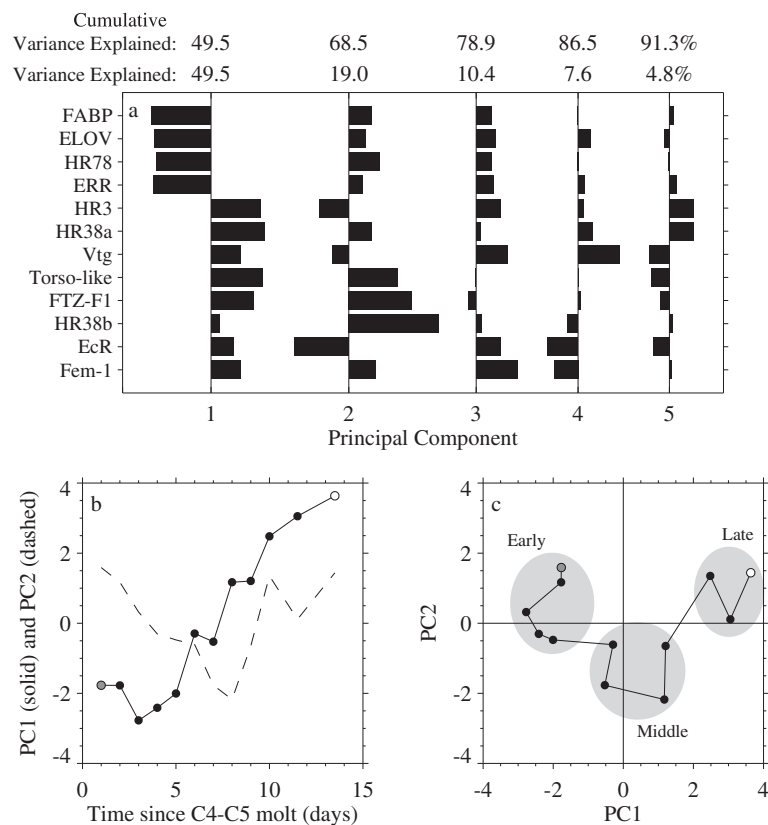 Cumulative
Variance Explained: 49.5 68.5 78.9 86.5 91.3%
Variance Explained: 49.5 19.0 10.4 7.6 4.8%
a
FABP
ELOV
HR78
ERR
HR3
HR38a
Vtg
Torso-like
FTZ-F1
HR38b
EcR
Fem-1
1 2 3 4 5
Principal Component
b
PC1 (solid) and PC2 (dashed)
4
2
0
-2
-4
0 5 10 15
Time since C4-C5 molt (days)
c
PC2
4
2
0
-2
-4
Early
Late
Middle
-4 -2 0 2 4
PC1